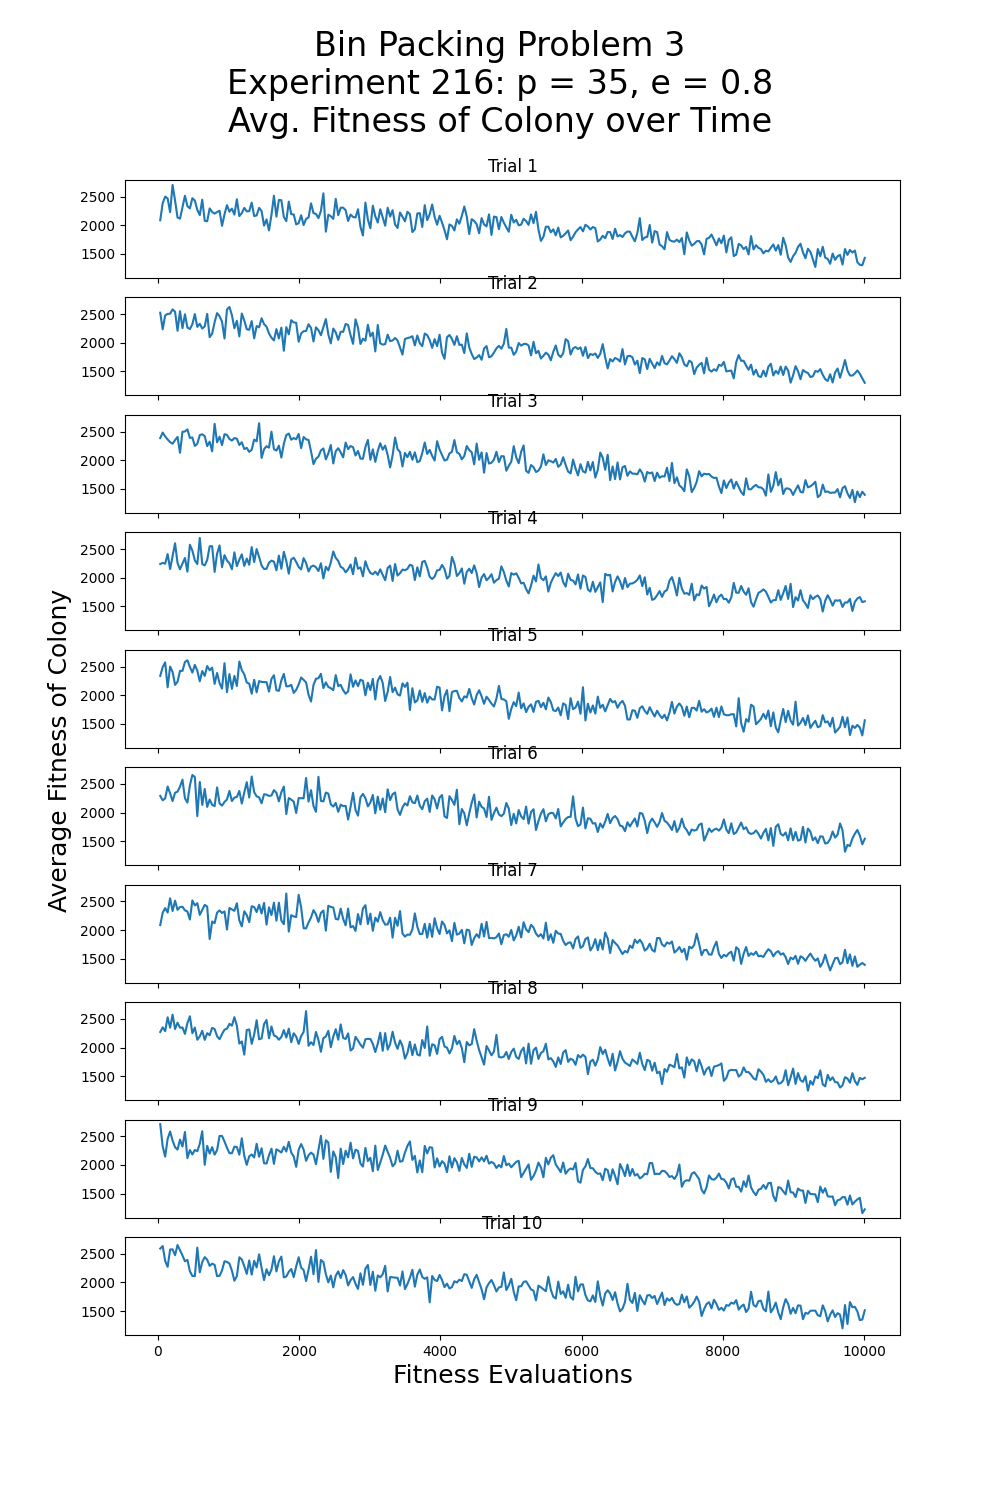 Bin Packing Problem 3
Experiment 216: p = 35, e = 0.8
Avg. Fitness of Colony over Time
Trial 1
2500
2000
1500
Trial 2
2500
2000
1500
Trial 3
2500
2000
1500
Trial 4
2500
2000
1500
Trial 5
2500
2000
1500
Trial 6
2500
2000
1500
Trial 7
2500
2000
1500
Trial 8
2500
2000
1500
Trial 9
2500
2000
1500
Trial 10
2500
2000
1500
0 2000 4000 6000 8000 10000
Fitness Evaluations
Average Fitness of Colony